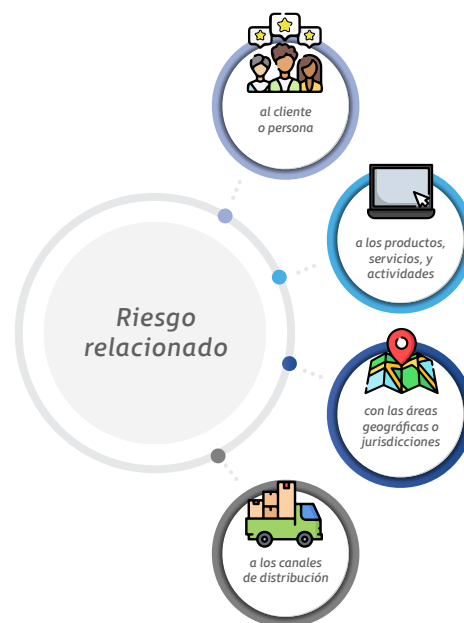 al cliente
o persona
a los productos,
servicios, y
actividades
Riesgo
relacionado
con las áreas
geográficas o
jurisdicciones
a los canales
de distribución